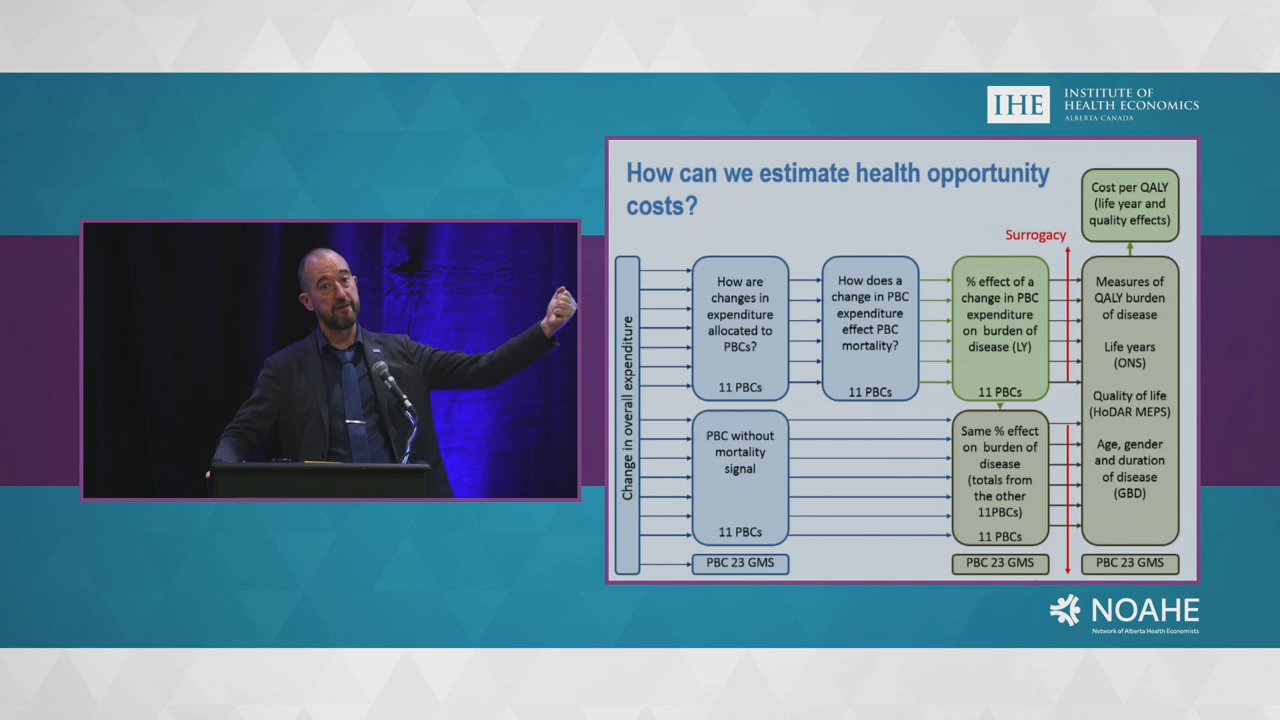 IHE
INSTITUTE OF
HEALTH ECONOMICS
ALBERTA CANADA
How can we estimate health opportunity
costs?
Cost per QALY
(life year and
quality effects)
Surrogacy
Change in overall expenditure
How are
changes in
expenditure
allocated to
PBCs?
11 PBCs
How does a
change in PBC
expenditure
effect PBC
mortality?
11 PBCs
% effect of a
change in PBC
expenditure
on burden of
disease (LY)
11 PBCs
Measures of
QALY burden
of disease
Life years
(ONS)
Quality of life
(HoDAR MEPS)
Age, gender
and duration
of disease
(GBD)
PBC without
mortality
signal
11 PBCs
Same % effect
on burden of
disease
(totals from
the other
11PBCs)
11 PBCs
PBC 23 GMS
PBC 23 GMS
PBC 23 GMS
NOAHE
Network of Alberta Health Economists